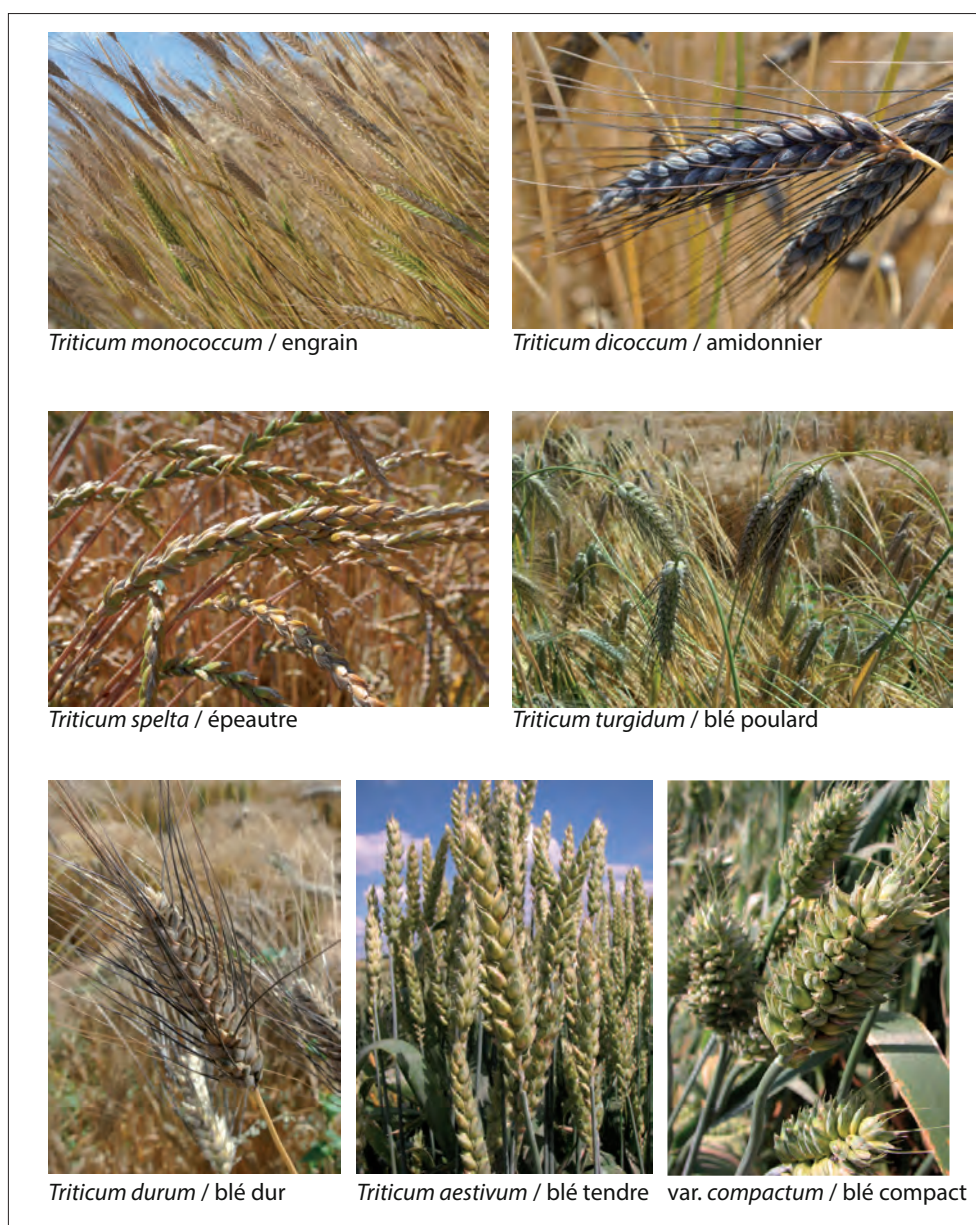 Triticum monococcum / engrain
Triticum dicoccum / amidonnier
Triticum spelta / épeautre
Triticum turgidum / blé poulard
Triticum durum / blé dur
Triticum aestivum / blé tendre
var. compactum / blé compact